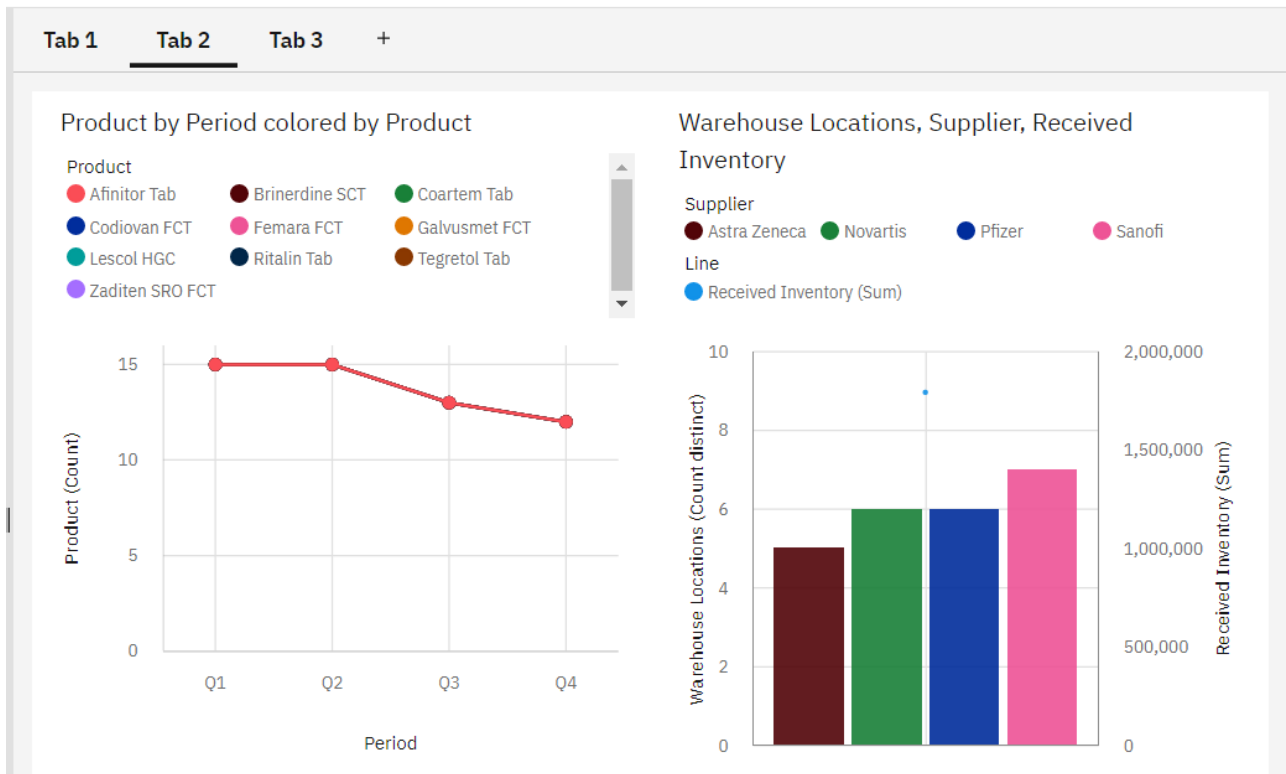 Tab 1 Tab 2 Tab 3 +
Product by Period colored by Product
Product
Afinitor Tab Brinerdine SCT Coartem Tab
Codiovan FCT Femara FCT Galvusmet FCT
Lescol HGC Ritalin Tab Tegretol Tab
Zaditen SRO FCT
15
10
5
0
Product (Count)
Q1 Q2 Q3 Q4
Period
Warehouse Locations, Supplier, Received
Inventory
Supplier
Astra Zeneca Novartis Pfizer Sanofi
Line
Received Inventory (Sum)
10
8
6
4
2
0
Warehouse Locations (Count distinct)
2,000,000
1,500,000
1,000,000
500,000
0
Received Inventory (Sum)